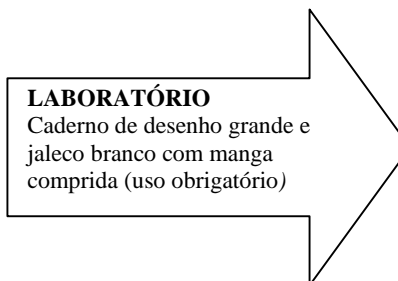 LABORATÓRIO
Caderno de desenho grande e
jaleco branco com manga
comprida (uso obrigatório)